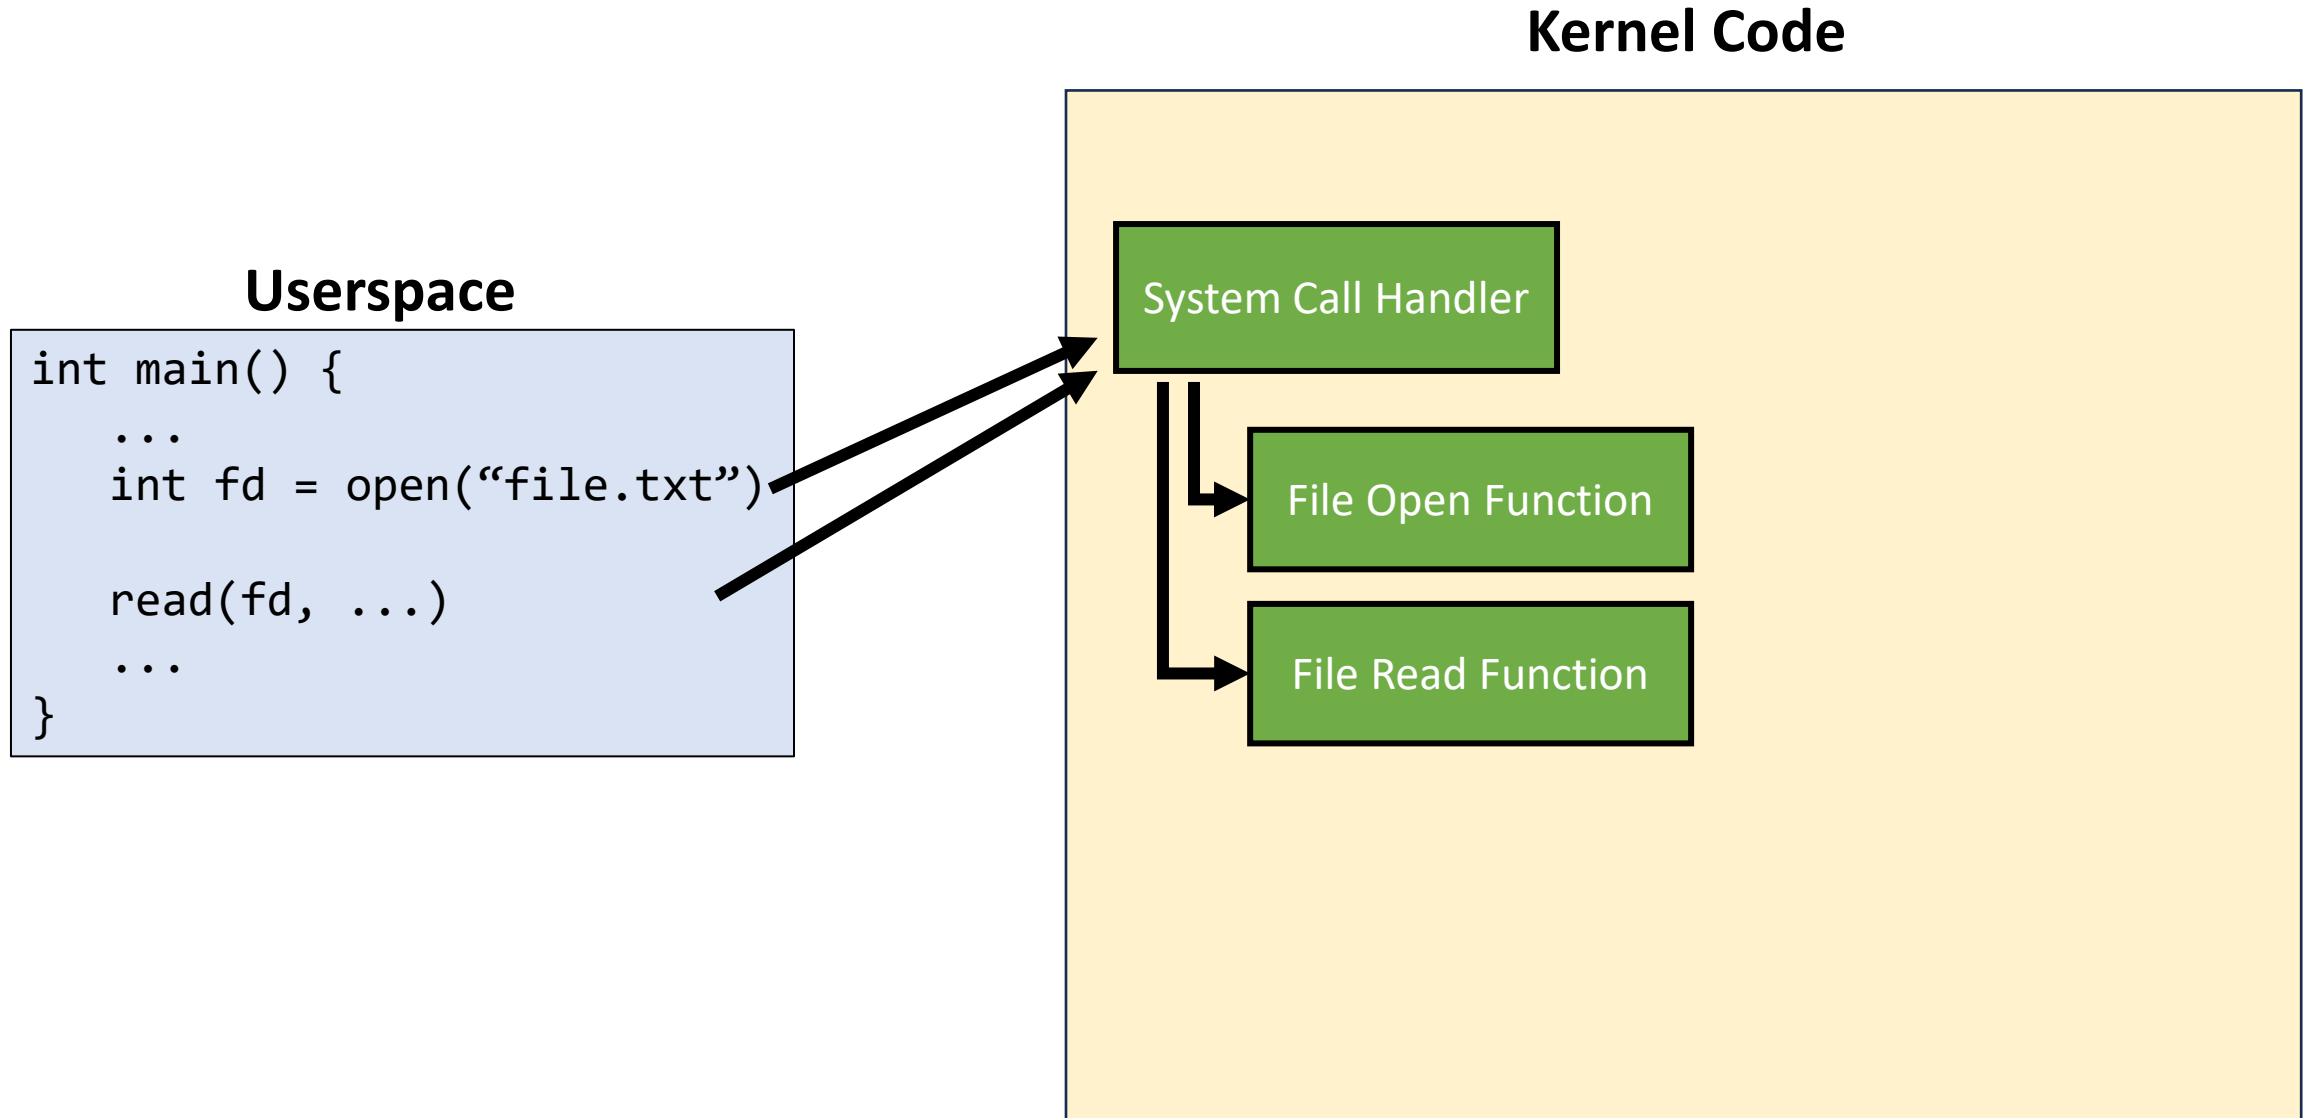 Kernel Code
Userspace
int main() {
...
int fd = open(“file.txt”)
read(fd, ...)
...
}
System Call Handler
File Open Function
File Read Function